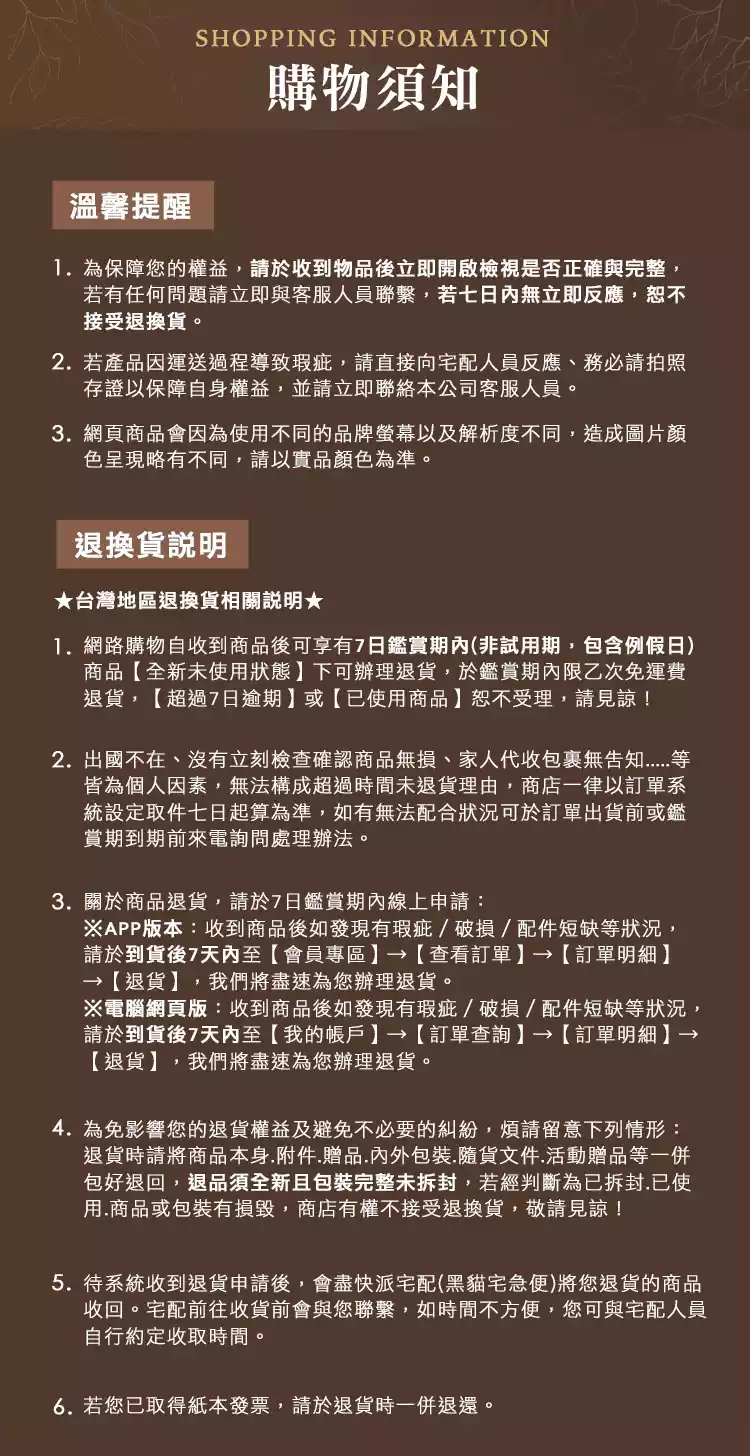 SHOPPING INFORMATION
購物須知
溫馨提醒
1. 為保障您的權益，請於收到物品後立即開啟檢視是否正確與完整，
若有任何問題請立即與客服人員聯繫，若七日內無立即反應，恕不
接受退換貨。
2. 若產品因運送過程導致瑕疵，請直接向宅配人員反應、務必請拍照
存證以保障自身權益，並請立即聯絡本公司客服人員。
3. 網頁商品會因為使用不同的品牌螢幕以及解析度不同，造成圖片顏
色呈現略有不同，請以實品顏色為準。
退換貨説明
★台灣地區退換貨相關説明★
1. 網路購物自收到商品後可享有7日鑑賞期內(非試用期，包含例假日)
商品【全新未使用狀態】下可辦理退貨，於鑑賞期內限乙次免運費
退貨，【超過7日逾期】或【已使用商品】恕不受理，請見諒！
2. 出國不在、沒有立刻檢查確認商品無損、家人代收包裹無告知.....等
皆為個人因素，無法構成超過時間未退貨理由，商店一律以訂單系
統設定取件七日起算為準，如有無法配合狀況可於訂單出貨前或鑑
賞期到期前來電詢問處理辦法。
3. 關於商品退貨，請於7日鑑賞期內線上申請：
※APP版本：收到商品後如發現有瑕疵／破損／配件短缺等狀況，
請於到貨後7天內至【會員專區】→【查看訂單】→【訂單明細】
→【退貨】，我們將盡速為您辦理退貨。
※電腦網頁版：收到商品後如發現有瑕疵／破損／配件短缺等狀況，
請於到貨後7天內至【我的帳戶】→【訂單查詢】→【訂單明細】→
【退貨】，我們將盡速為您辦理退貨。
4. 為免影響您的退貨權益及避免不必要的糾紛，煩請留意下列情形：
退貨時請將商品本身.附件.贈品.內外包裝.隨貨文件.活動贈品等一併
包好退回，退品須全新且包裝完整未拆封，若經判斷為已拆封.已使
用.商品或包裝有損毀，商店有權不接受退換貨，敬請見諒！
5. 待系統收到退貨申請後，會盡快派宅配(黑貓宅急便)將您退貨的商品
收回。宅配前往收貨前會與您聯繫，如時間不方便，您可與宅配人員
自行約定收取時間。
6. 若您已取得紙本發票，請於退貨時一併退還。